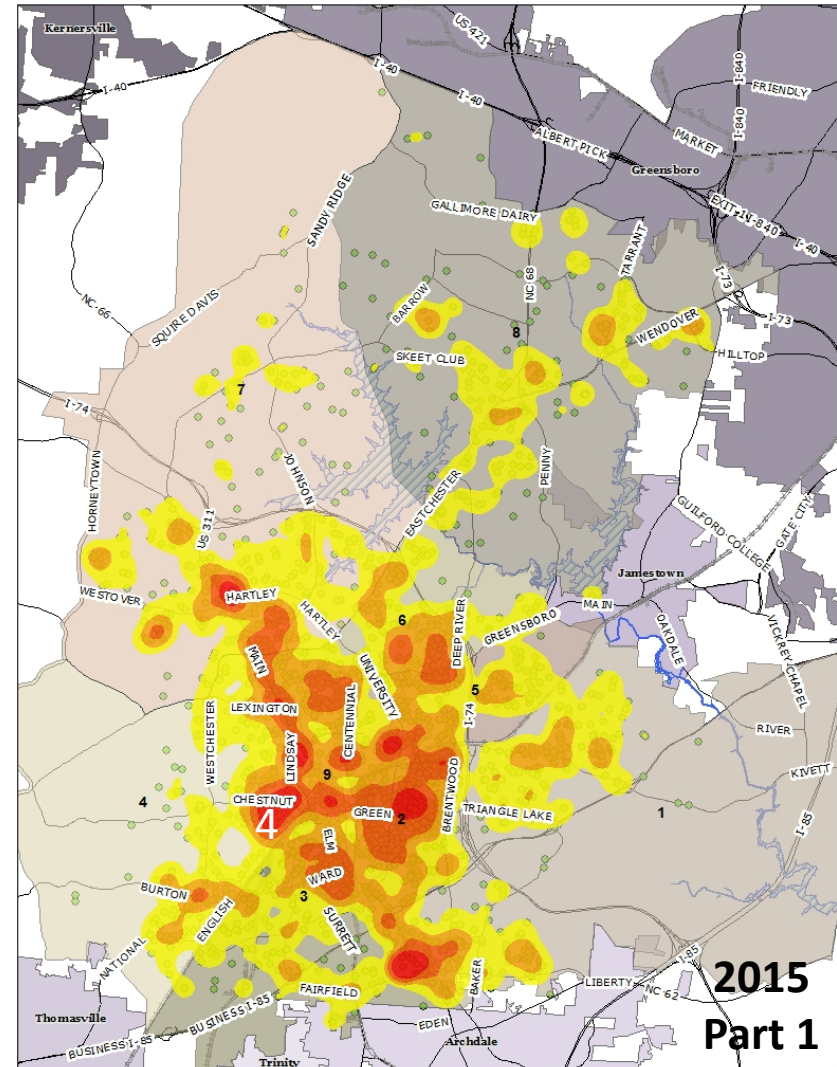 Kernersville
US 421
I-40
I-840
I-40
FRIENDLY
I-40
I-840
ALBERT PICK
MARKET
Greensboro
SANDY RIDGE
GALLIMORE DAIRY
EXIT-11
I-840
I-40
TARRANT
NC-66
SQUIRE DAVIS
BARROW
NC 68
I-73
WENDOVER
I-73
8
SKEET CLUB
HILLTOP
7
I-74
HORNEYTOWN
US 311
JOHNSON
EASTCHESTER
PENNY
GUILFORD COLLEGE
GATE CITY
Jamestown
WESTOVER
HARTLEY
HARTLEY
6
DEEP RIVER
GREENSBORO
MAIN
OAKDALE
VICKREY CHAPEL
MAIN
UNIVERSITY
5
I-74
LEXINGTON
CENTENNIAL
WESTCHESTER
LINDSAY
RIVER
KIVETT
9
4
CHESTNUT
4
GREEN
2
BRENTWOOD
TRIANGLE LAKE
1
I-85
ELM
WARD
BURTON
3
ENGLISH
SURRETT
NATIONAL
BAKER
I-85
FAIRFIELD
LIBERTY
NC 62
2015
Thomasville
BUSINESS I-85
BUSINESS I-85
EDEN
Archdale
Part 1
Trinity